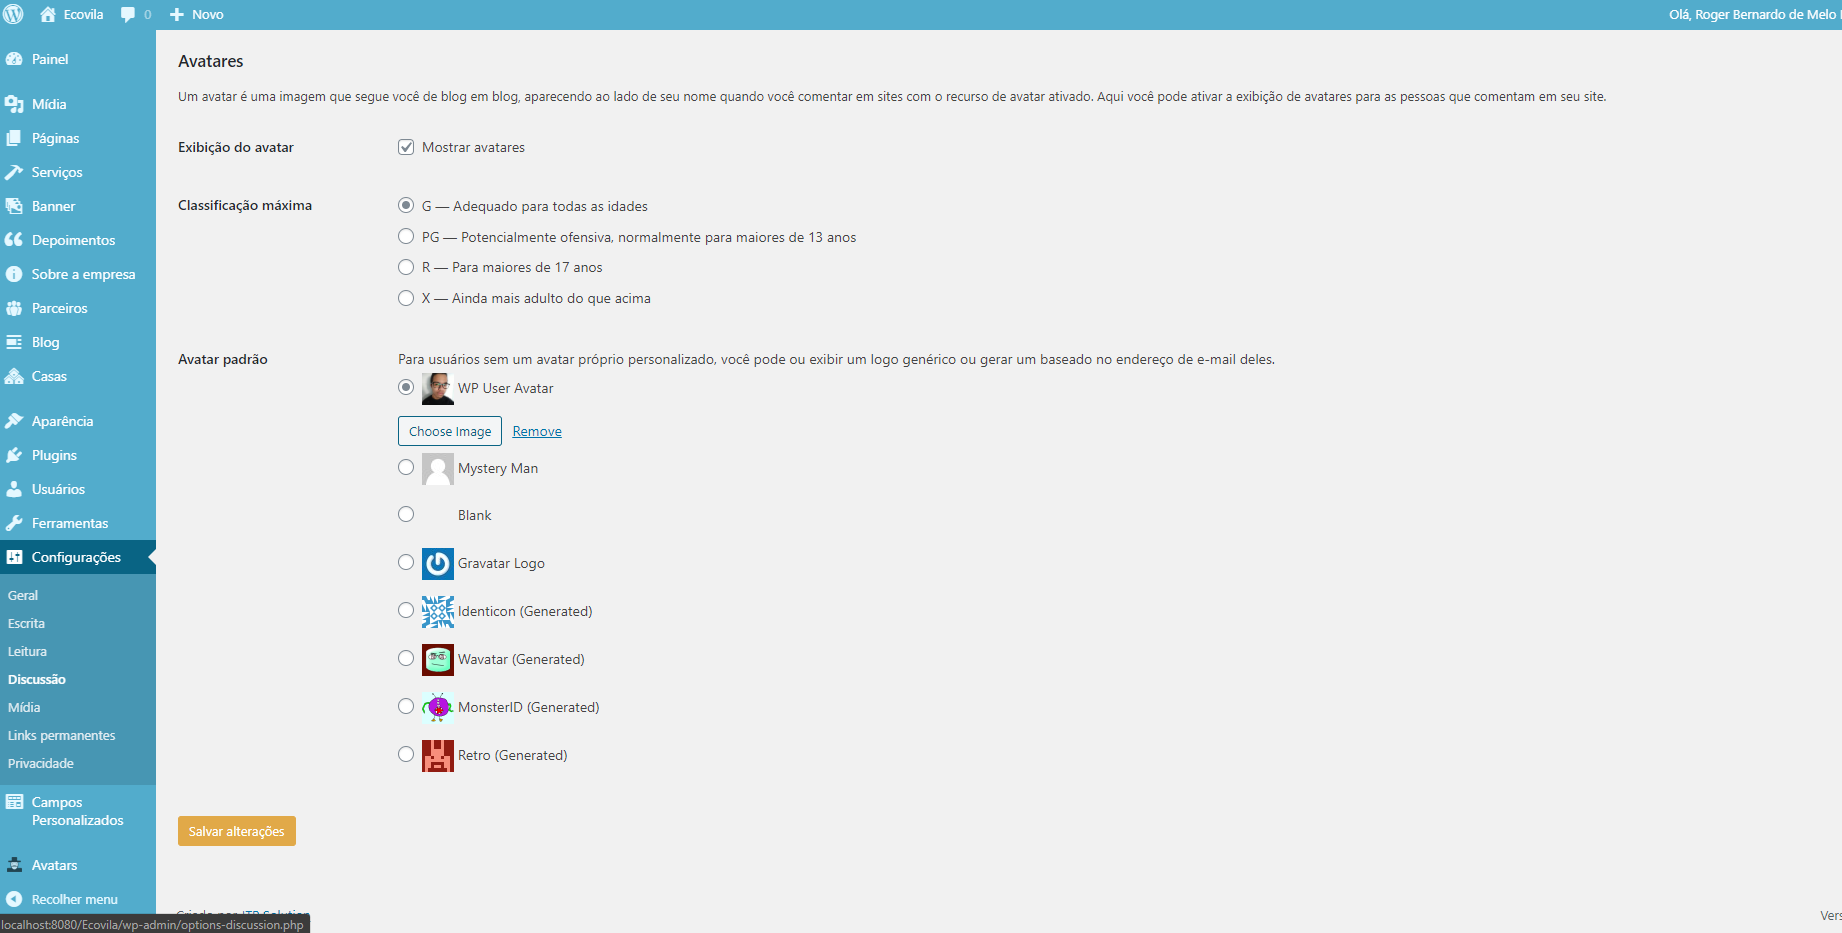 Ecovila 0 Novo
Olá, Roger Bernardo de Melo
Painel
Mídia
Páginas
Serviços
Banner
Depoimentos
Sobre a empresa
Parceiros
Blog
Casas
Aparência
Plugins
Usuários
Ferramentas
Configurações
Geral
Escrita
Leitura
Discussão
Mídia
Links permanentes
Privacidade
Campos
Personalizados
Avatars
Recolher menu
Avatares
Um avatar é uma imagem que segue você de blog em blog, aparecendo ao lado de seu nome quando você comentar em sites com o recurso de avatar ativado. Aqui você pode ativar a exibição de avatares para as pessoas que comentam em seu site.
Exibição do avatar
Mostrar avatares
Classificação máxima
G — Adequado para todas as idades
PG — Potencialmente ofensiva, normalmente para maiores de 13 anos
R — Para maiores de 17 anos
X — Ainda mais adulto do que acima
Avatar padrão
Para usuários sem um avatar próprio personalizado, você pode ou exibir um logo genérico ou gerar um baseado no endereço de e-mail deles.
WP User Avatar
Choose Image Remove
Mystery Man
Blank
Gravatar Logo
Identicon (Generated)
Wavatar (Generated)
MonsterID (Generated)
Retro (Generated)
Salvar alterações
Vers
localhost:8080/Ecovila/wp-admin/options-discussion.php